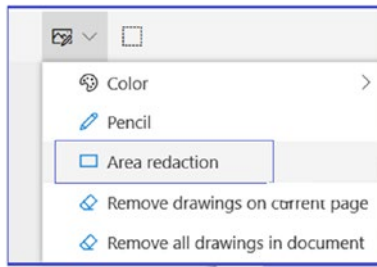 Color
Pencil
Area redaction
Remove drawings on current page
Remove all drawings in document